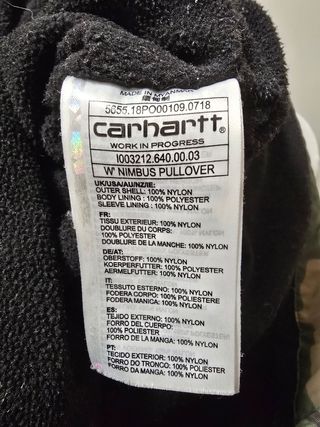 MADE IN MYANMAR
5655.18PO00109.0718
carhartt®
WORK IN PROGRESS
I003212.640.00.03
W' NIMBUS PULLOVER
UK/USA/AU/NZ/IE:
OUTER SHELL: 100% NYLON
BODY LINING : 100% POLYESTER
SLEEVE LINING : 100% NYLON
FR:
TISSU EXTERIEUR: 100% NYLON
DOUBLURE DU CORPS:
100% POLYESTER
DOUBLURE DE LA MANCHE: 100% NYLON
DE/AT:
OBERSTOFF: 100% NYLON
KOERPERFUTTER: 100% POLYESTER
AERMELFUTTER: 100% NYLON
IT:
TESSUTO ESTERNO: 100% NYLON
FODERA CORPO: 100% POLIESTERE
FODERA MANICA: 100% NYLON
ES:
TEJIDO EXTERNO: 100% NYLON
FORRO DEL CUERPO:
100% POLIÉSTER
FORRO DE LA MANGA: 100% NYLON
PT:
TECIDO EXTERIOR: 100% NYLON
FORRO DO TRONCO: 100% POLIESTER
FORRO DA MANGA: 100% NYLON